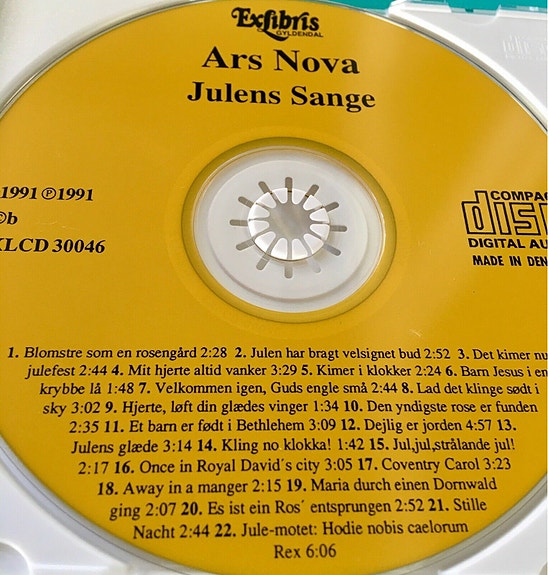 Exlibris
GYLDENDAL
Ars Nova
Julens Sange
1991 ℗1991
©b
KLCD 30046
COMPAC
disc
DIGITAL AU
MADE IN DEN
1. Blomstre som en rosengård 2:28 2. Julen har bragt velsignet bud 2:52 3. Det kimer nu
julefest 2:44 4. Mit hjerte altid vanker 3:29 5. Kimer i klokker 2:24 6. Barn Jesus i en
krybbe lå 1:48 7. Velkommen igen, Guds engle små 2:44 8. Lad det klinge sødt i
sky 3:02 9. Hjerte, løft din glædes vinger 1:34 10. Den yndigste rose er funden
2:35 11. Et barn er født i Bethlehem 3:09 12. Dejlig er jorden 4:57 13.
Julens glæde 3:14 14. Kling no klokka! 1:42 15. Jul,jul,strålande jul!
2:17 16. Once in Royal David´s city 3:05 17. Coventry Carol 3:23
18. Away in a manger 2:15 19. Maria durch einen Dornwald
ging 2:07 20. Es ist ein Ros´ entsprungen 2:52 21. Stille
Nacht 2:44 22. Jule-motet: Hodie nobis caelorum
Rex 6:06